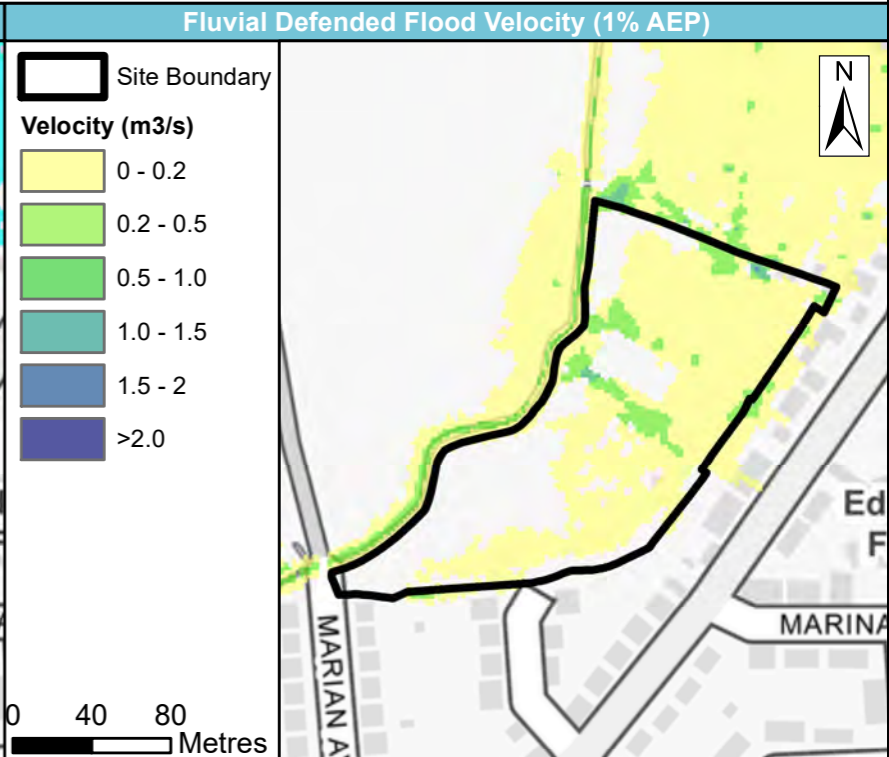 Fluvial Defended Flood Velocity (1% AEP)
Site Boundary
Velocity (m3/s)
0 - 0.2
0.2 - 0.5
0.5 - 1.0
1.0 - 1.5
1.5 - 2
>2.0
0 40 80
Metres
N
Ed
F
MARINA
MARIAN AV